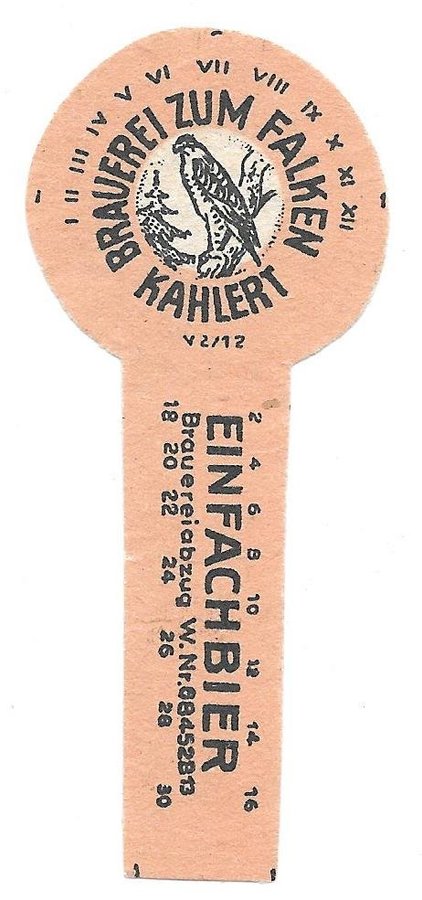 I II III IV V VI VII VIII IX X XI XII
BRAUEREI ZUM FALKEN
KAHLERT
V2/12
2 4 6 8 10 12 14 16
EINFACHBIER
Brauereiabzug W.Nr.68452813
18 20 22 24 26 28 30